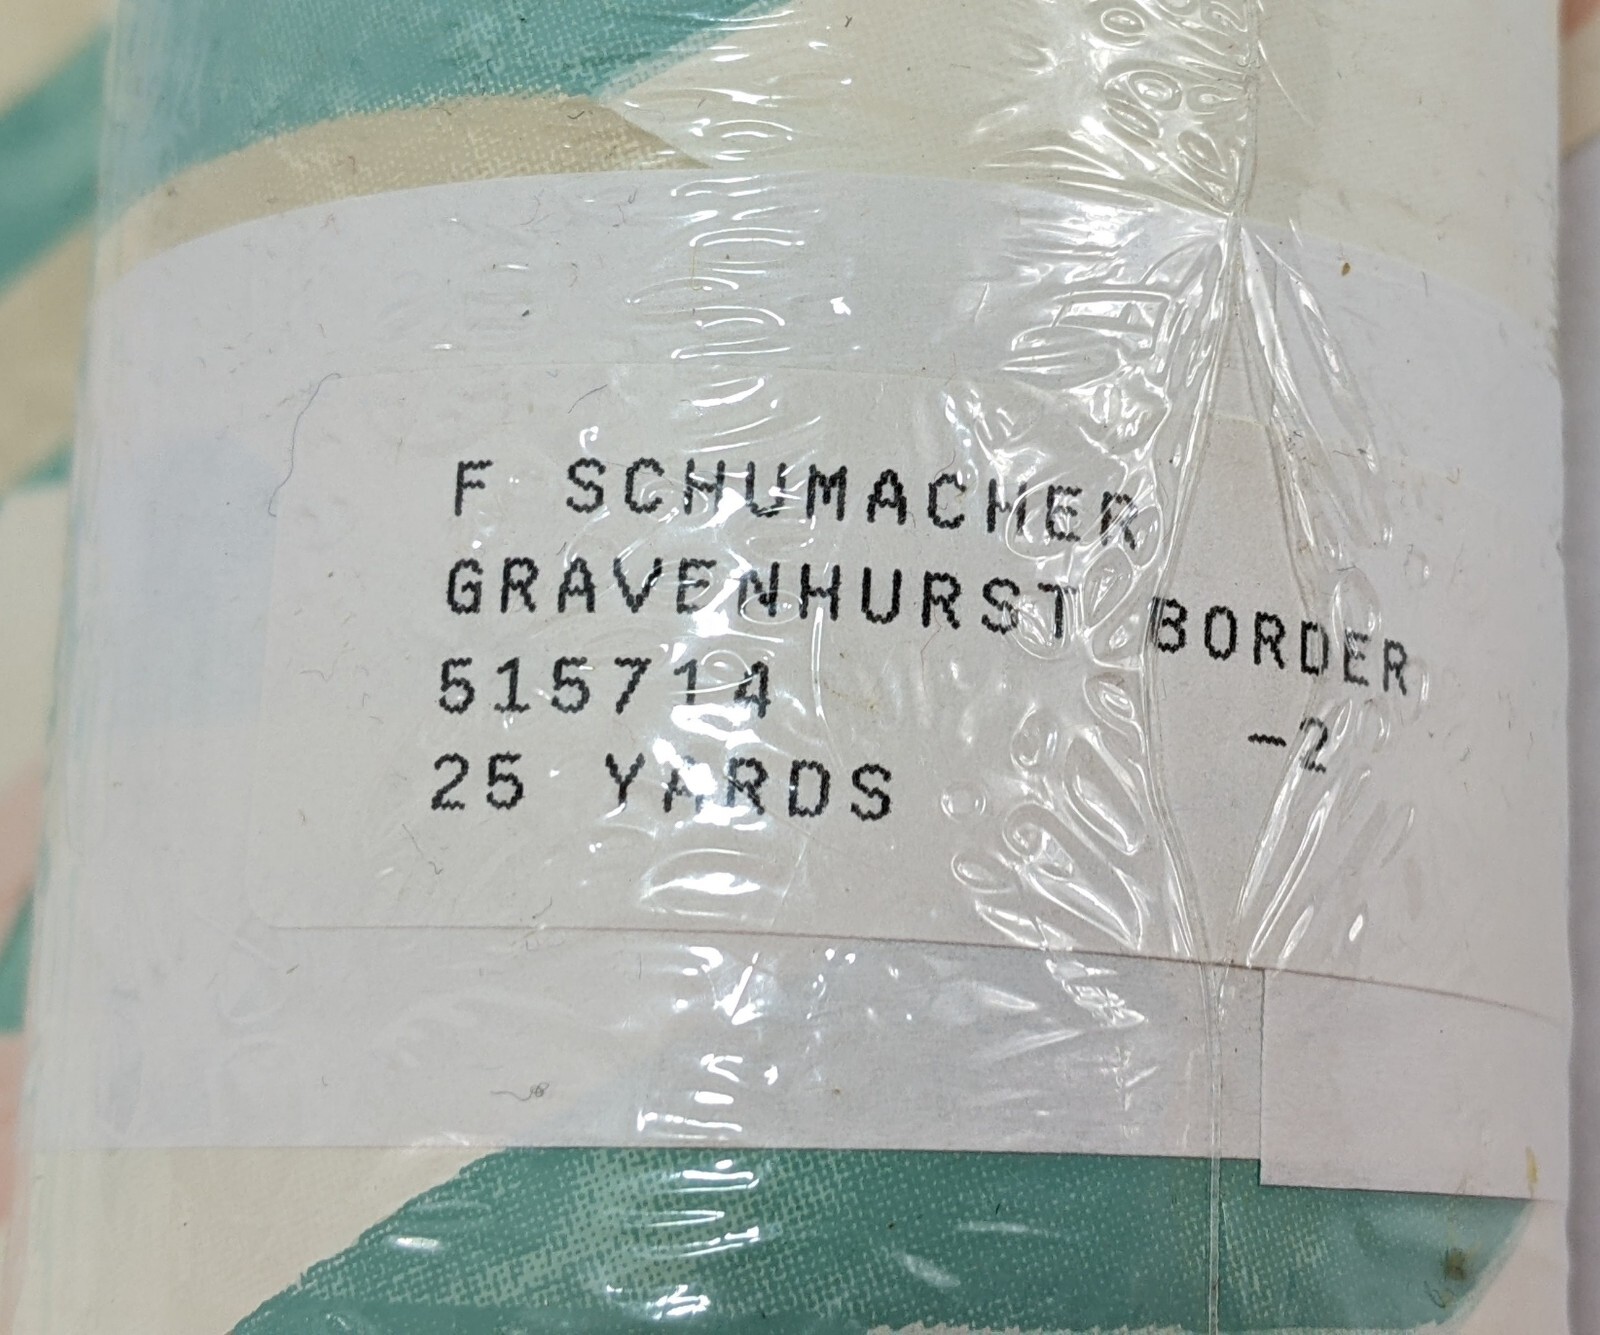 F SCHUMACHER
GRAVENHURST BORDER
515714 -2
25 YARDS